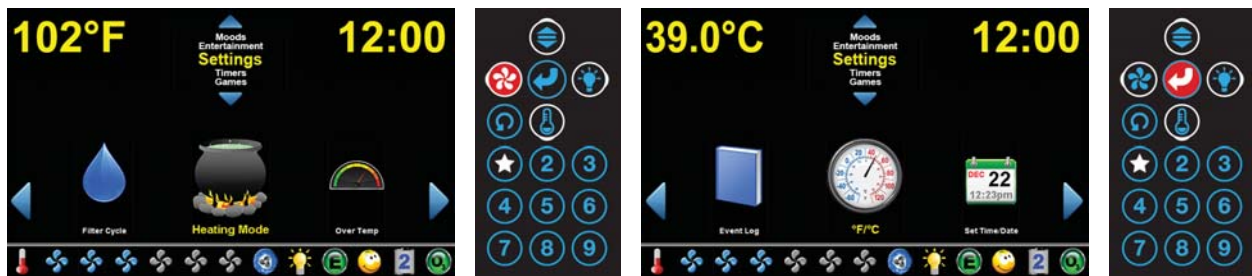 102°F
12:00
Moods
Entertainment
Settings
Timers
Games
Filter Cycle
Heating Mode
Over Temp
E
2
2 3
4 5 6
7 8 9
39.0°C
12:00
Moods
Entertainment
Settings
Timers
Games
DEC
22
12:23pm
Event Log
°F/°C
Set Time/Date
E
2
2 3
4 5 6
7 8 9